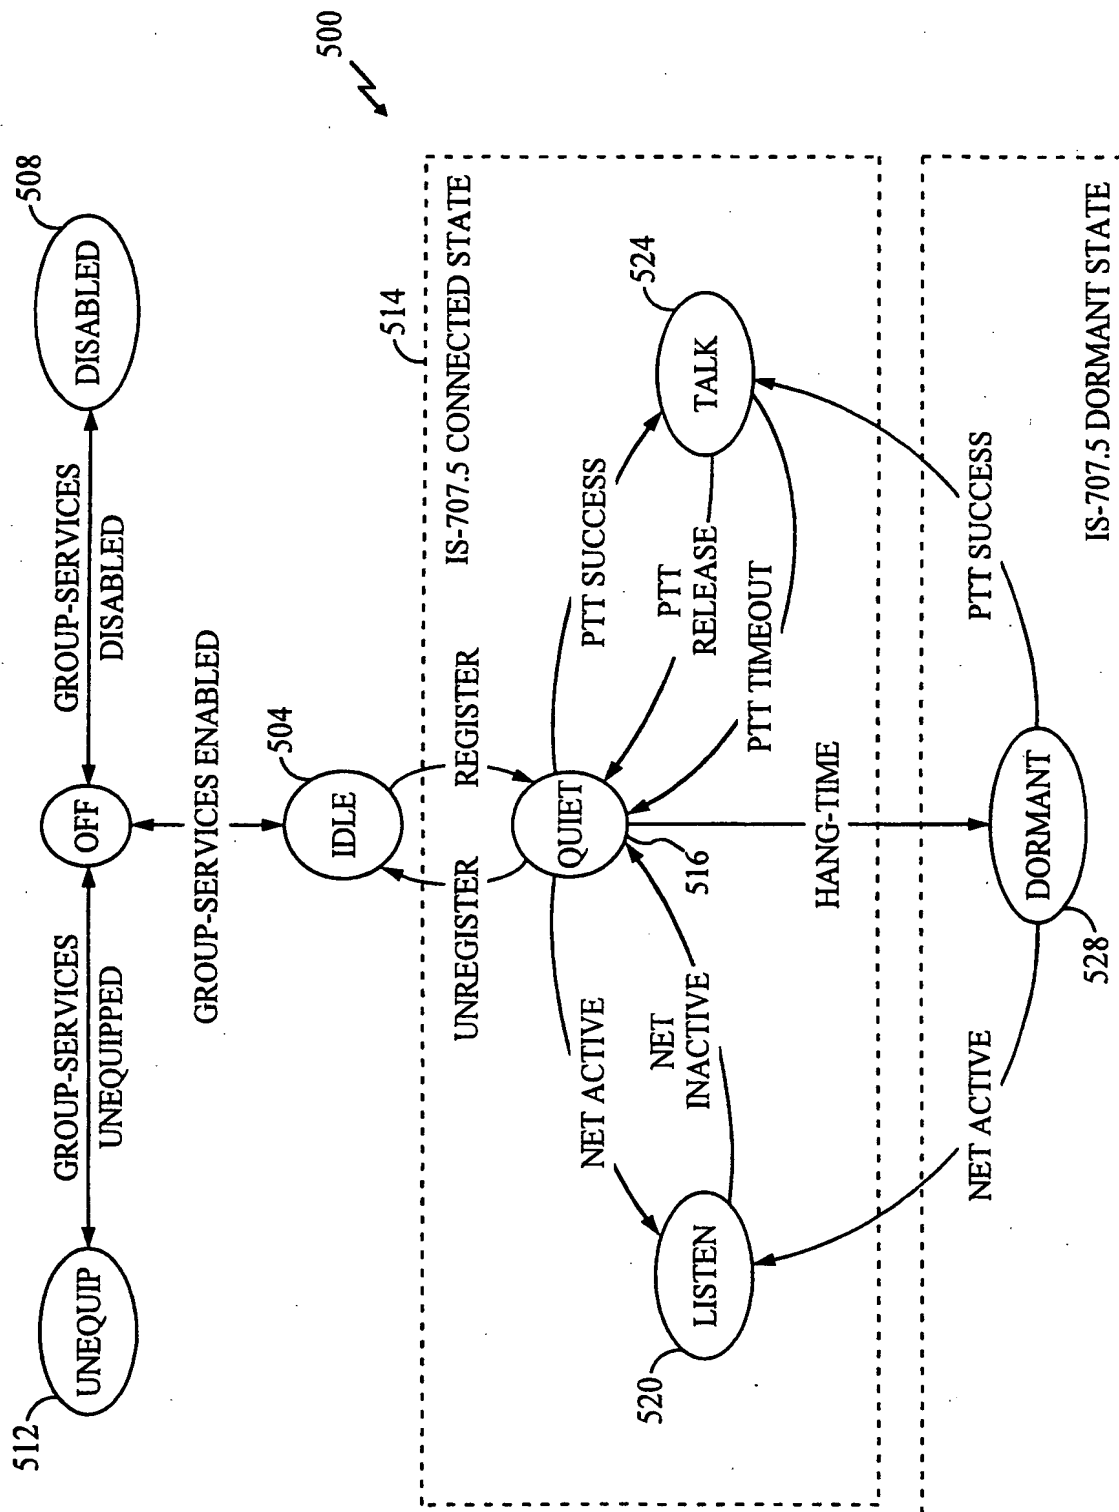 500
512
UNEQUIP
GROUP-SERVICES
UNEQUIPPED
OFF
GROUP-SERVICES
DISABLED
DISABLED
508
GROUP-SERVICES ENABLED
IDLE
504
514
IS-707.5 CONNECTED STATE
UNREGISTER
REGISTER
QUIET
516
NET ACTIVE
NET
INACTIVE
LISTEN
520
PTT SUCCESS
PTT
RELEASE
PTT TIMEOUT
TALK
524
HANG-TIME
NET ACTIVE
DORMANT
528
PTT SUCCESS
IS-707.5 DORMANT STATE